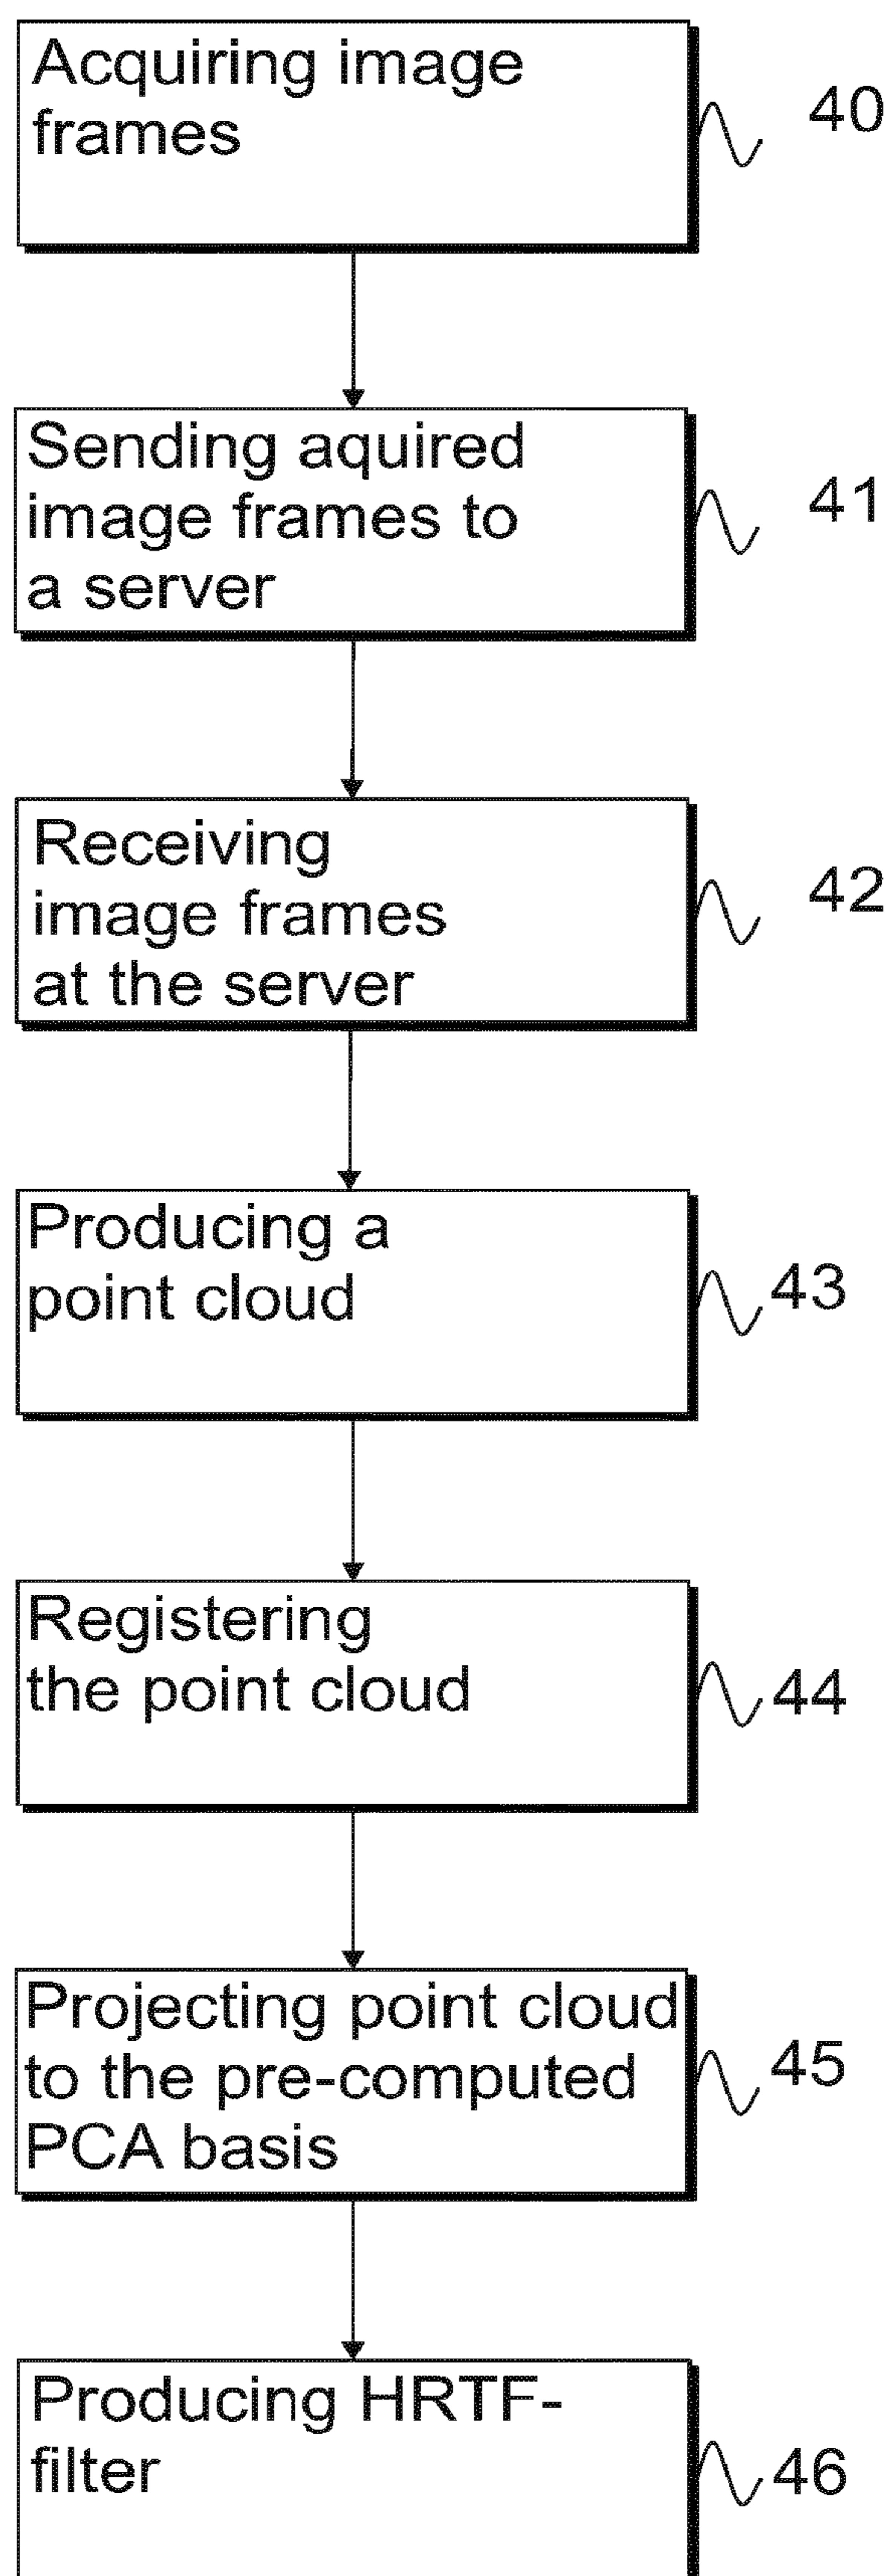 Acquiring image
frames
40
Sending aquired
image frames to
a server
41
Receiving
image frames
at the server
42
Producing a
point cloud
43
Registering
the point cloud
44
Projecting point cloud
to the pre-computed
PCA basis
45
Producing HRTF-
filter
46